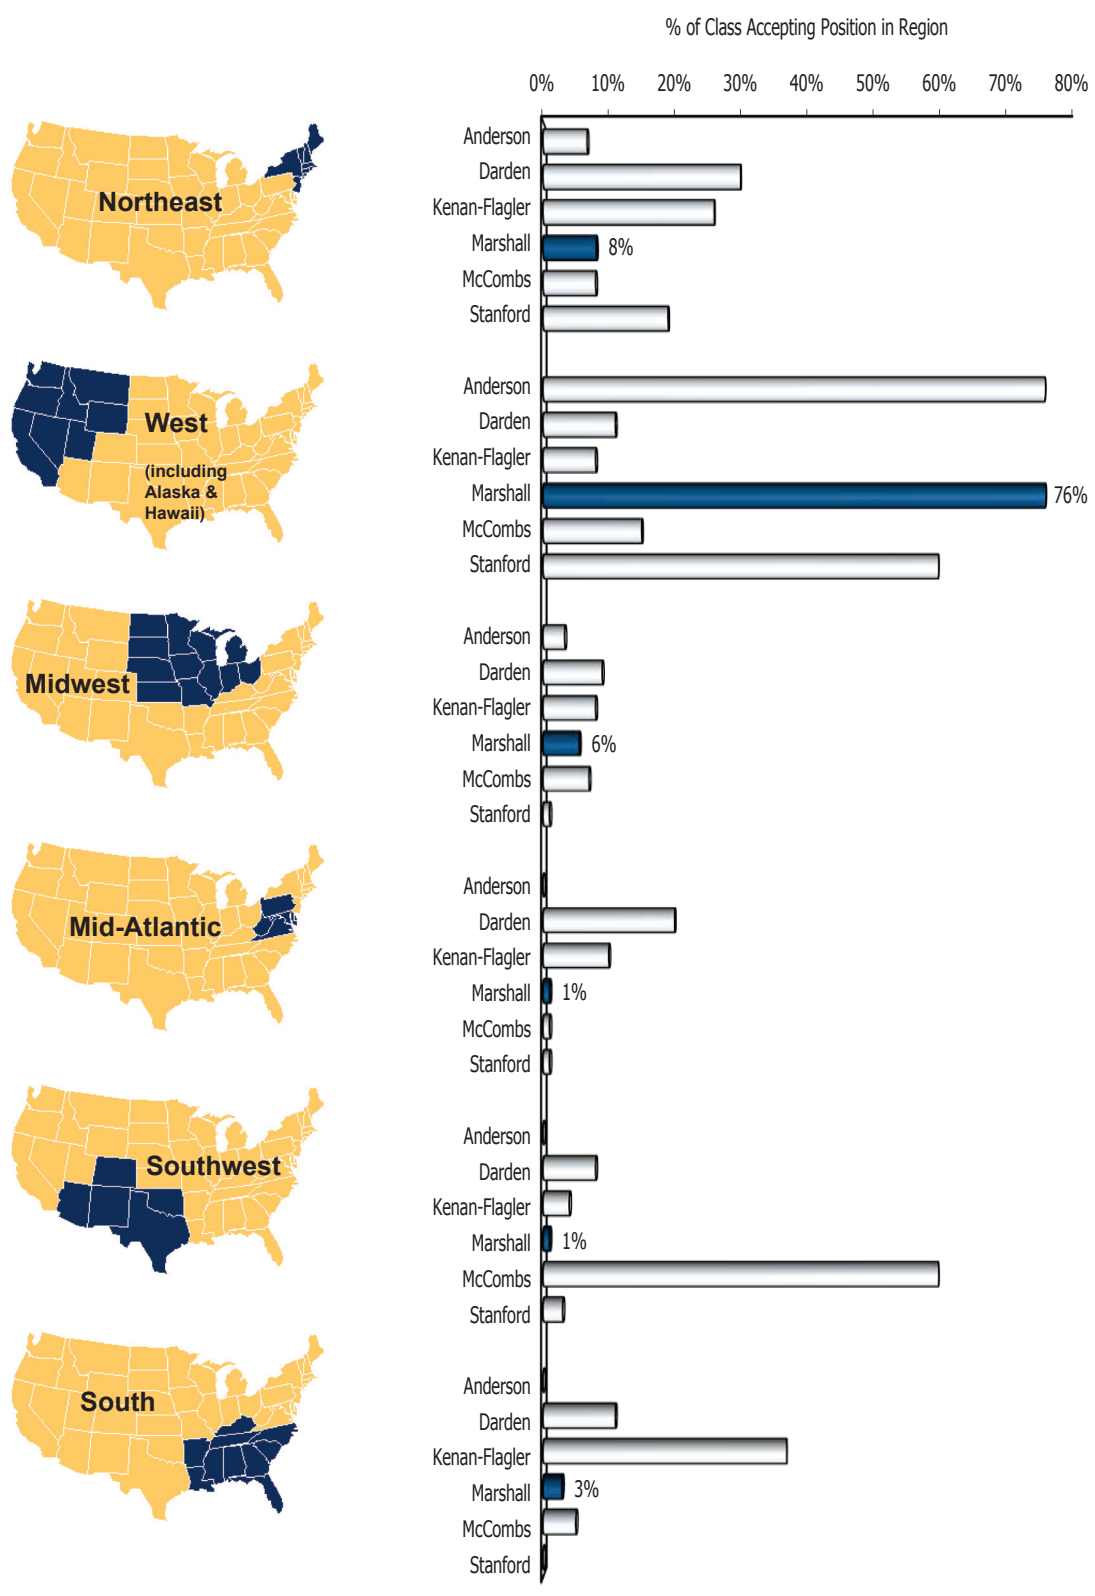 % of Class Accepting Position in Region
0% 10% 20% 30% 40% 50% 60% 70% 80%
Northeast
Anderson
Darden
Kenan-Flagler
Marshall 8%
McCombs
Stanford
West
(including
Alaska &
Hawaii)
Anderson
Darden
Kenan-Flagler
Marshall 76%
McCombs
Stanford
Midwest
Anderson
Darden
Kenan-Flagler
Marshall 6%
McCombs
Stanford
Mid-Atlantic
Anderson
Darden
Kenan-Flagler
Marshall 1%
McCombs
Stanford
Southwest
Anderson
Darden
Kenan-Flagler
Marshall 1%
McCombs
Stanford
South
Anderson
Darden
Kenan-Flagler
Marshall 3%
McCombs
Stanford